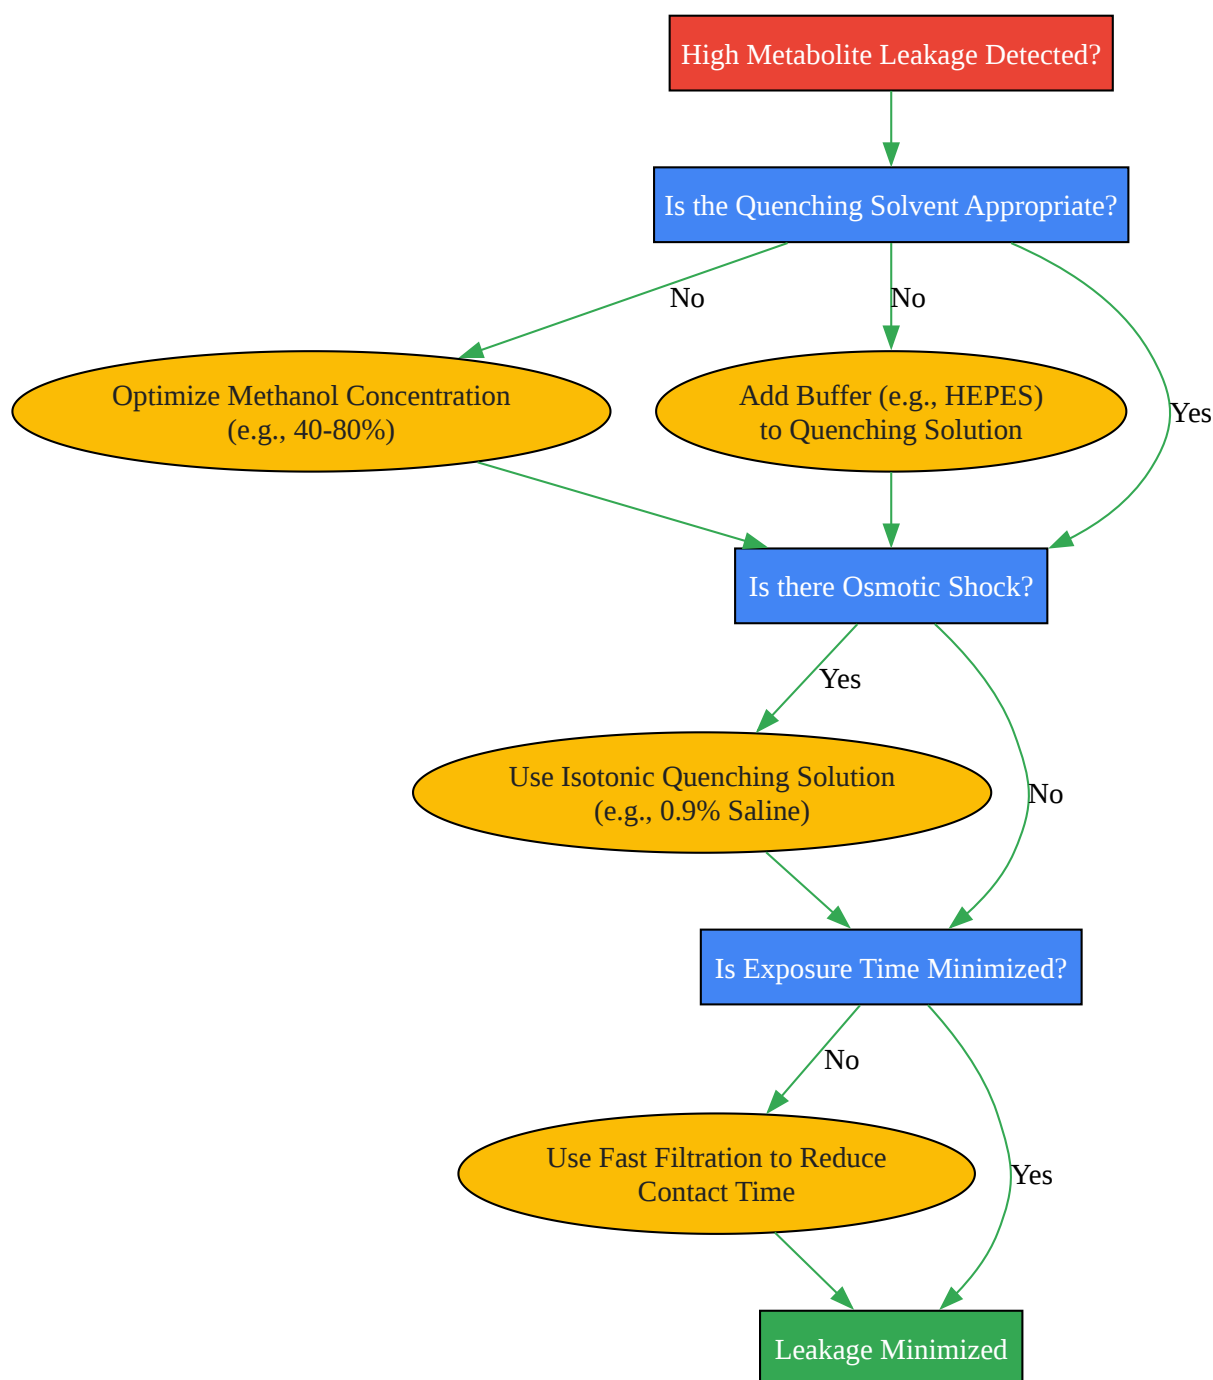 High Metabolite Leakage Detected?
Is the Quenching Solvent Appropriate?
No
No
Yes
Optimize Methanol Concentration
(e.g., 40-80%)
Add Buffer (e.g., HEPES)
to Quenching Solution
Is there Osmotic Shock?
Yes
No
Use Isotonic Quenching Solution
(e.g., 0.9% Saline)
Is Exposure Time Minimized?
No
Yes
Use Fast Filtration to Reduce
Contact Time
Leakage Minimized